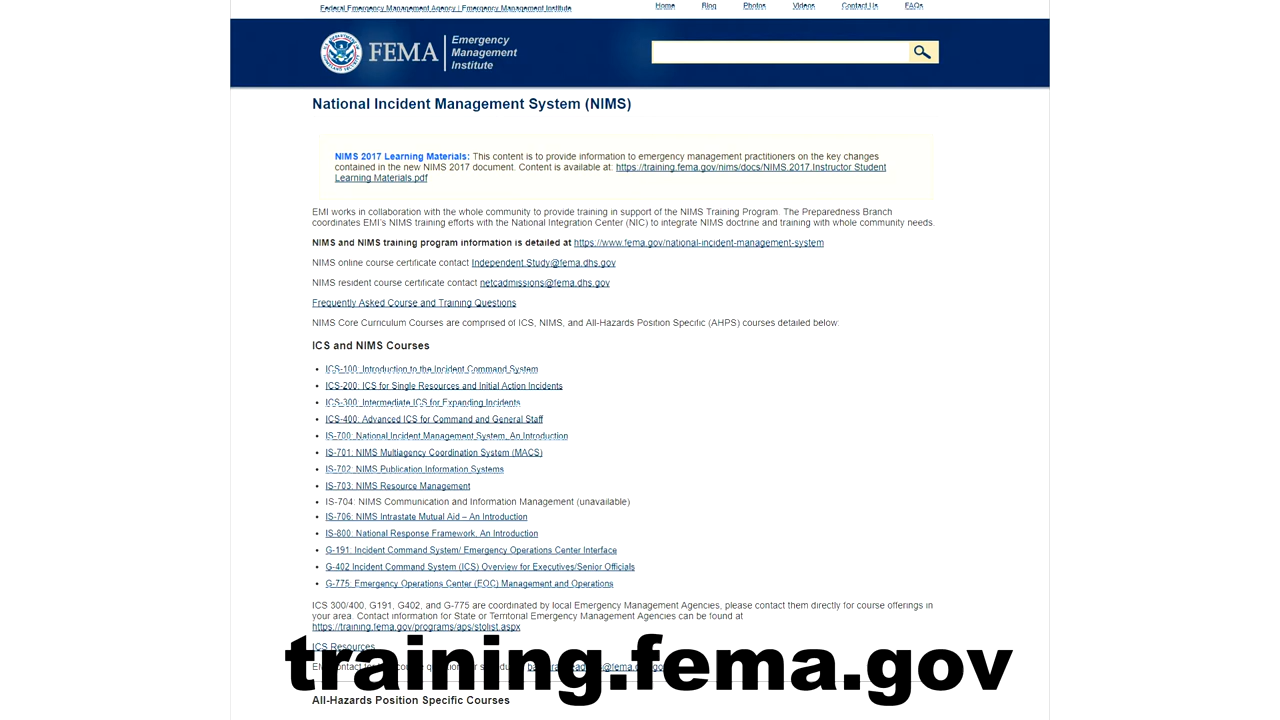 Federal Emergency Management Agency | Emergency Management Institute
Home Blog Photos Videos Contact Us FAQs
FEMA
Emergency
Management
Institute
National Incident Management System (NIMS)
NIMS 2017 Learning Materials: This content is to provide information to emergency management practitioners on the key changes
contained in the new NIMS 2017 document. Content is available at: https://training.fema.gov/nims/docs/NIMS.2017.Instructor Student
Learning Materials.pdf
EMI works in collaboration with the whole community to provide training in support of the NIMS Training Program. The Preparedness Branch
coordinates EMI's NIMS training efforts with the National Integration Center (NIC) to integrate NIMS doctrine and training with whole community needs.
NIMS and NIMS training program information is detailed at https://www.fema.gov/national-incident-management-system
NIMS online course certificate contact Independent.Study@fema.dhs.gov
NIMS resident course certificate contact netcadmissions@fema.dhs.gov
Frequently Asked Course and Training Questions
NIMS Core Curriculum Courses are comprised of ICS, NIMS, and All-Hazards Position Specific (AHPS) courses detailed below:
ICS and NIMS Courses
• ICS-100: Introduction to the Incident Command System
• ICS-200: ICS for Single Resources and Initial Action Incidents
• ICS-300: Intermediate ICS for Expanding Incidents
• ICS-400: Advanced ICS for Command and General Staff
• IS-700: National Incident Management System, An Introduction
• IS-701: NIMS Multiagency Coordination System (MACS)
• IS-702: NIMS Publication Information Systems
• IS-703: NIMS Resource Management
• IS-704: NIMS Communication and Information Management (unavailable)
• IS-706: NIMS Intrastate Mutual Aid – An Introduction
• IS-800: National Response Framework, An Introduction
• G-191: Incident Command System/ Emergency Operations Center Interface
• G-402 Incident Command System (ICS) Overview for Executives/Senior Officials
• G-775: Emergency Operations Center (EOC) Management and Operations
ICS 300/400, G191, G402, and G-775 are coordinated by local Emergency Management Agencies, please contact them directly for course offerings in
your area. Contact information for State or Territorial Emergency Management Agencies can be found at
https://training.fema.gov/programs/aps/stolist.aspx
ICS Resources
training.fema.gov
All-Hazards Position Specific Courses